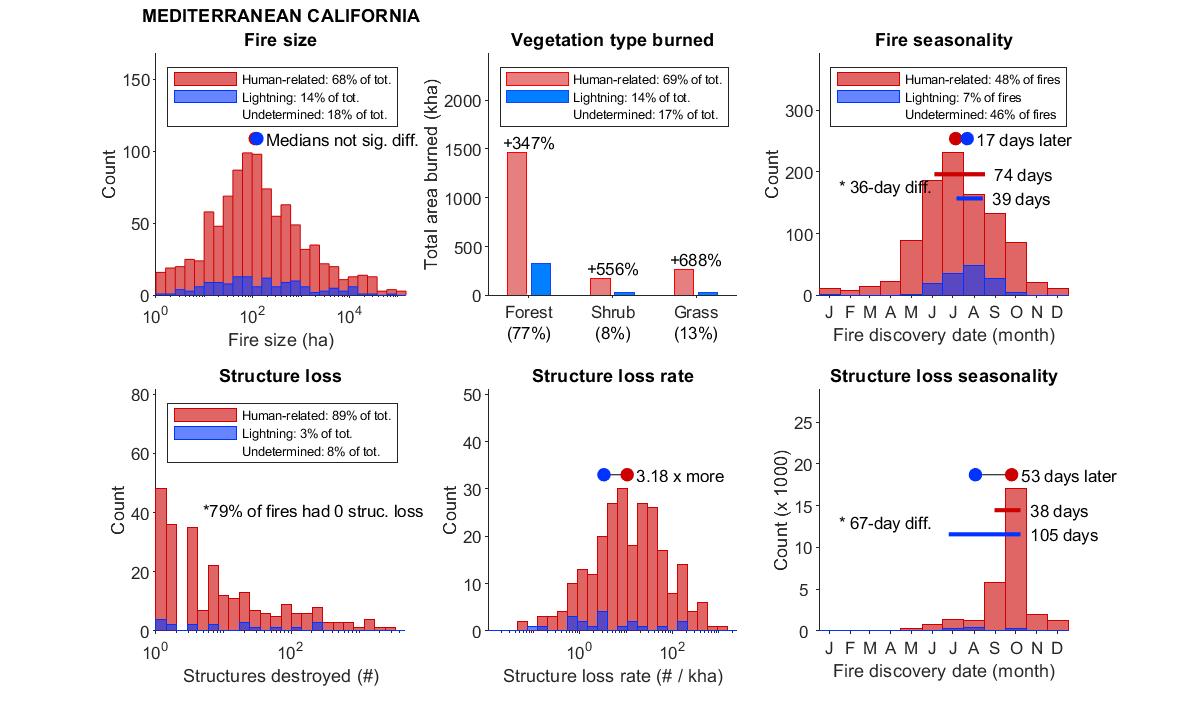 MEDITERRANEAN CALIFORNIA
Fire size
150
100
50
0
Count
Human-related: 68% of tot.
Lightning: 14% of tot.
Undetermined: 18% of tot.
Medians not sig. diff.
10^0 10^2 10^4
Fire size (ha)
Vegetation type burned
2000
1500
1000
500
0
Total area burned (kha)
Human-related: 69% of tot.
Lightning: 14% of tot.
Undetermined: 17% of tot.
+347%
+556%
+688%
Forest Shrub Grass
(77%) (8%) (13%)
Fire seasonality
300
200
100
0
Count
Human-related: 48% of fires
Lightning: 7% of fires
Undetermined: 46% of fires
17 days later
74 days
* 36-day diff.
39 days
J F M A M J J A S O N D
Fire discovery date (month)
Structure loss
80
60
40
20
0
Count
Human-related: 89% of tot.
Lightning: 3% of tot.
Undetermined: 8% of tot.
*79% of fires had 0 struc. loss
10^0 10^2
Structures destroyed (#)
Structure loss rate
50
40
30
20
10
0
Count
3.18 x more
10^0 10^2
Structure loss rate (# / kha)
Structure loss seasonality
25
20
15
10
5
0
Count (x 1000)
53 days later
38 days
* 67-day diff.
105 days
J F M A M J J A S O N D
Fire discovery date (month)